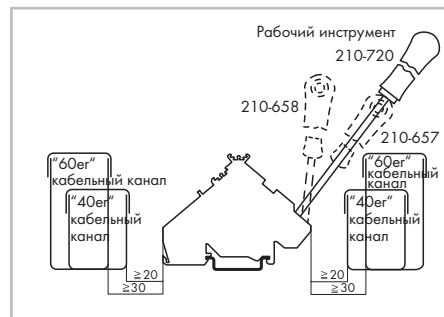 Рабочий инструмент
210-720
210-658
210-657
"60er"
кабельный канал
"40er"
кабельный
канал
"60er"
кабельный
канал
"40er"
кабельный
канал
≧20
≧30
≧20
≧30